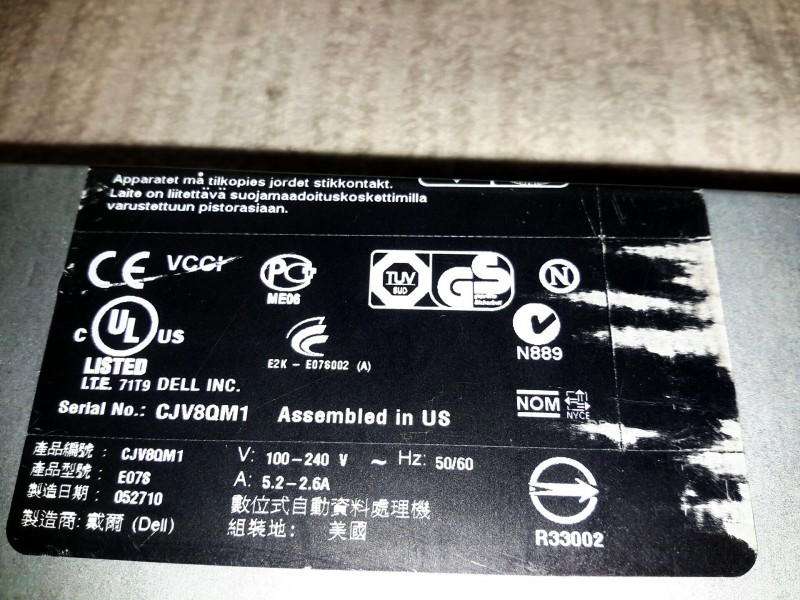 Apparatet må tilkopies jordet stikkontakt.
Laite on liitettävä suojamaadoituskoskettimilla
varustettuun pistorasiaan.
CE VCCI PCT TUV SUD GS N
ME06
C UL US
LISTED
E2K - E07S002 (A)
N889
I.T.E. 71T9 DELL INC.
NOM NYCE
Serial No.: CJV8QM1 Assembled in US
產品編號： CJV8QM1 V: 100-240 V ~ Hz: 50/60
產品型號： E07S A: 5.2-2.6A
製造日期： 052710 數位式自動資料處理機
製造商: 戴爾 (Dell) 組裝地: 美國
R33002